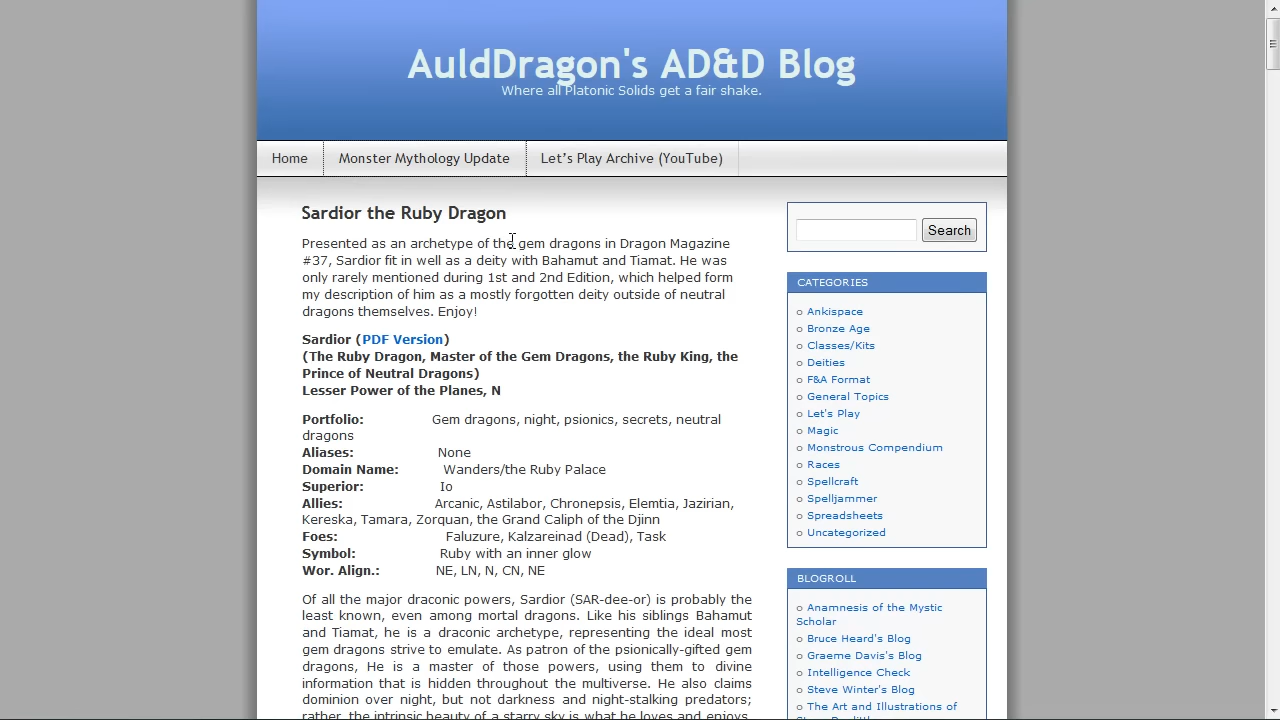 AuldDragon's AD&D Blog
Where all Platonic Solids get a fair shake.
Home
Monster Mythology Update
Let's Play Archive (YouTube)
Sardior the Ruby Dragon
Presented as an archetype of the gem dragons in Dragon Magazine
#37, Sardior fit in well as a deity with Bahamut and Tiamat. He was
only rarely mentioned during 1st and 2nd Edition, which helped form
my description of him as a mostly forgotten deity outside of neutral
dragons themselves. Enjoy!
Sardior (PDF Version)
(The Ruby Dragon, Master of the Gem Dragons, the Ruby King, the
Prince of Neutral Dragons)
Lesser Power of the Planes, N
Portfolio: Gem dragons, night, psionics, secrets, neutral
dragons
Aliases: None
Domain Name: Wanders/the Ruby Palace
Superior: Io
Allies: Arcanic, Astilabor, Chronepsis, Elemtia, Jazirian,
Kereska, Tamara, Zorquan, the Grand Caliph of the Djinn
Foes: Faluzure, Kalzareinad (Dead), Task
Symbol: Ruby with an inner glow
Wor. Align.: NE, LN, N, CN, NE
Of all the major draconic powers, Sardior (SAR-dee-or) is probably the
least known, even among mortal dragons. Like his siblings Bahamut
and Tiamat, he is a draconic archetype, representing the ideal most
gem dragons strive to emulate. As patron of the psionically-gifted gem
dragons, He is a master of those powers, using them to divine
information that is hidden throughout the multiverse. He also claims
dominion over night, but not darkness and night-stalking predators;
rather, the intrinsic beauty of a starry sky is what he loves and enjoys.
Search
CATEGORIES
Ankispace
Bronze Age
Classes/Kits
Deities
F&A Format
General Topics
Let's Play
Magic
Monstrous Compendium
Races
Spellcraft
Spelljammer
Spreadsheets
Uncategorized
BLOGROLL
Anamnesis of the Mystic
Scholar
Bruce Heard's Blog
Graeme Davis's Blog
Intelligence Check
Steve Winter's Blog
The Art and Illustrations of